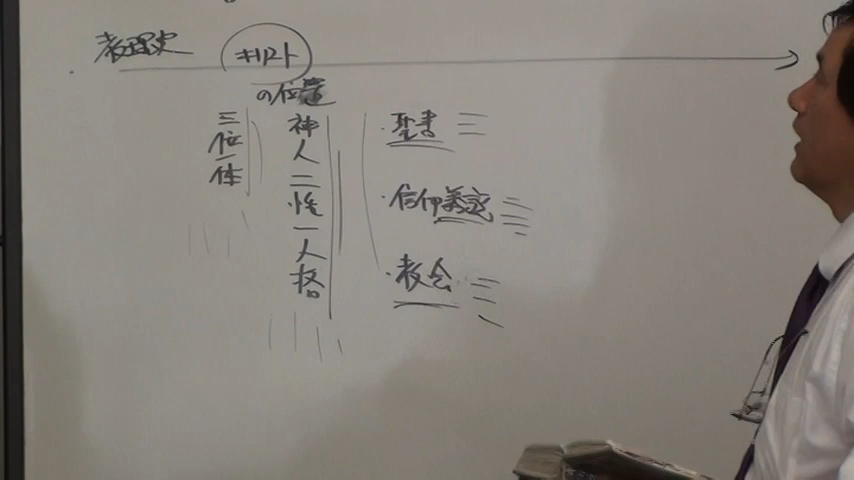 教理史
キリスト
の位置
三位一体
神人二性一人格
・聖書
・信仰義認
・教会